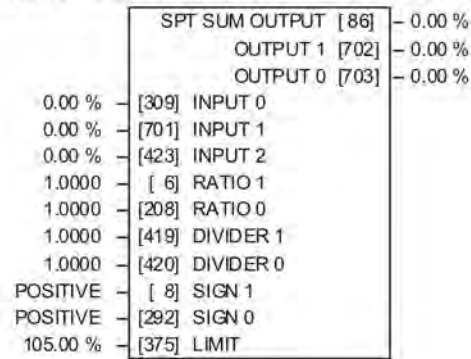 SPT SUM OUTPUT [ 86] – 0.00 %
OUTPUT 1 [702] – 0.00 %
OUTPUT 0 [703] – 0.00 %
0.00 % – [309] INPUT 0
0.00 % – [701] INPUT 1
0.00 % – [423] INPUT 2
1.0000 – [ 6] RATIO 1
1.0000 – [208] RATIO 0
1.0000 – [419] DIVIDER 1
1.0000 – [420] DIVIDER 0
POSITIVE – [ 8] SIGN 1
POSITIVE – [292] SIGN 0
105.00 % – [375] LIMIT